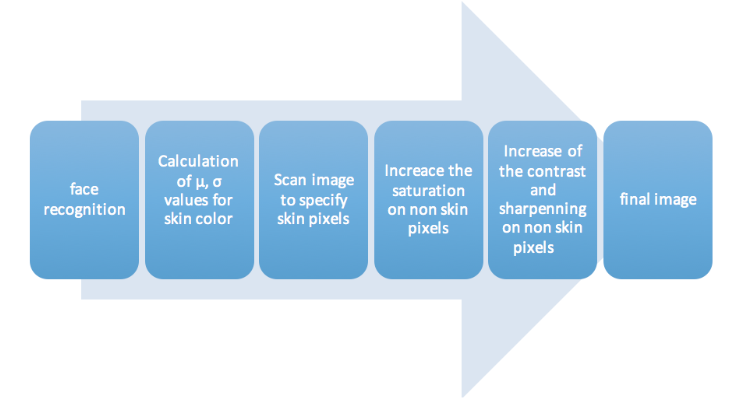 face
recognition
Calculation
of μ, σ
values for
skin color
Scan image
to specify
skin pixels
Increace the
saturation
on non skin
pixels
Increase of
the contrast
and
sharpenning
on non skin
pixels
final image